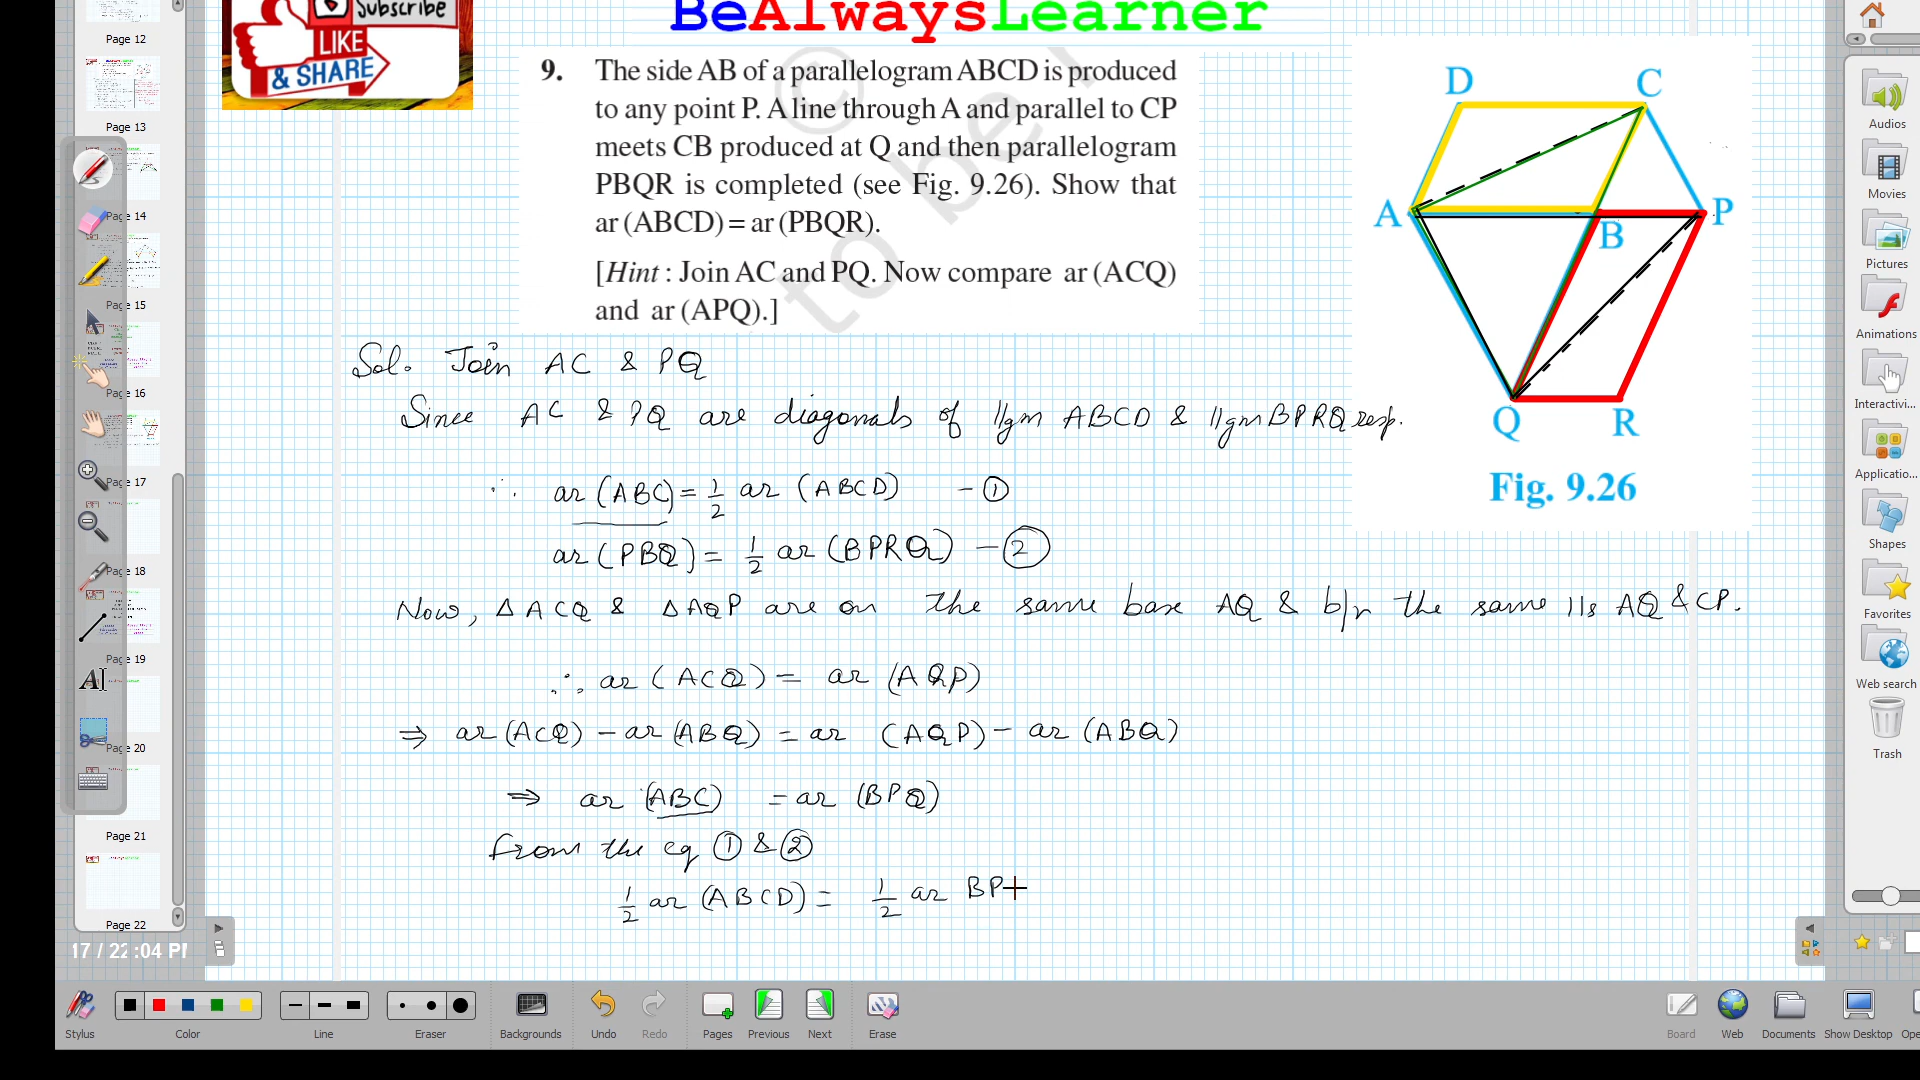 Subscribe
LIKE
& SHARE
BeAlwaysLearner
9. The side AB of a parallelogram ABCD is produced
to any point P. A line through A and parallel to CP
meets CB produced at Q and then parallelogram
PBQR is completed (see Fig. 9.26). Show that
ar (ABCD) = ar (PBQR).
[Hint : Join AC and PQ. Now compare ar (ACQ)
and ar (APQ).]
© to be r
D C
A B P
Q R
Fig. 9.26
Sol. Join AC & PQ
Since AC & PQ are diagonals of ||gm ABCD & ||gm BPRQ resp.
∴ ar (ABC) = 1/2 ar (ABCD) - ①
ar (PBQ) = 1/2 ar (BPRQ) - ②
Now, △ACQ & △AQP are on the same base AQ & b/n the same ||s AQ & CP.
∴ ar (ACQ) = ar (AQP)
⇒ ar (ACQ) - ar (ABQ) = ar (AQP) - ar (ABQ)
⇒ ar (ABC) = ar (BPQ)
from the eq ① & ②
1/2 ar (ABCD) = 1/2 ar BP
Page 12
Page 13
Page 14
Page 15
Page 16
Page 17
Page 18
Page 19
Page 20
Page 21
Page 22
Audios
Movies
Pictures
Animations
Interactivi...
Applicatio...
Shapes
Favorites
Web search
Trash
Stylus
Color
Line
Eraser
Backgrounds
Undo
Redo
Pages
Previous
Next
Erase
Board
Web
Documents
Show Desktop